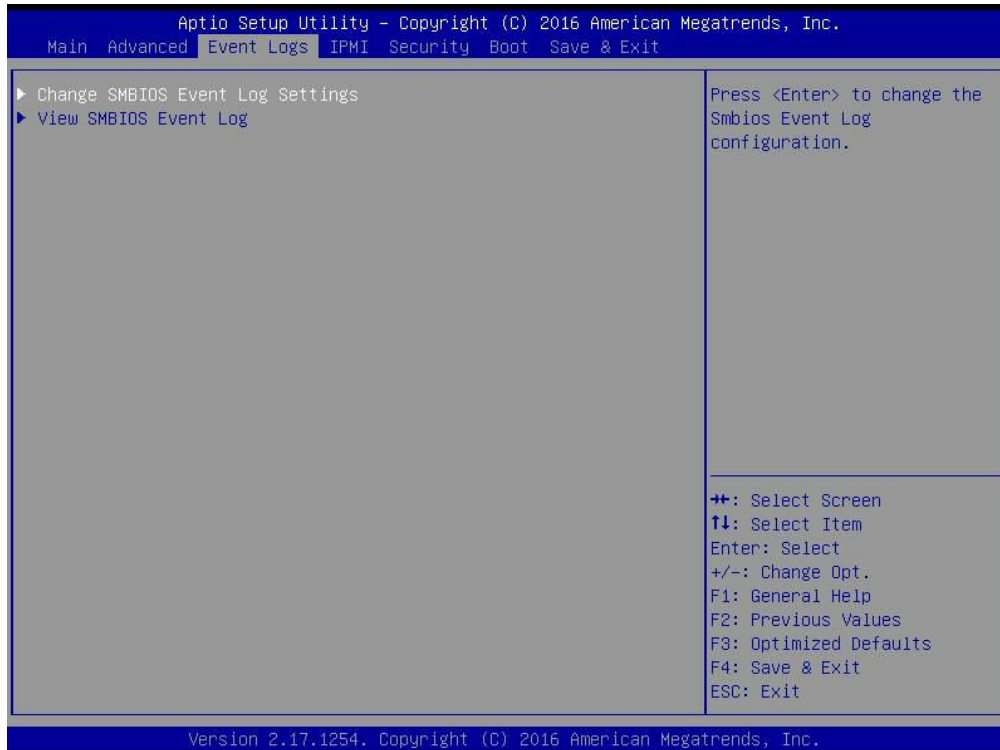 Aptio Setup Utility – Copyright (C) 2016 American Megatrends, Inc.
Main Advanced Event Logs IPMI Security Boot Save & Exit
▶ Change SMBIOS Event Log Settings
▶ View SMBIOS Event Log
Press <Enter> to change the
Smbios Event Log
configuration.
→←: Select Screen
↑↓: Select Item
Enter: Select
+/-: Change Opt.
F1: General Help
F2: Previous Values
F3: Optimized Defaults
F4: Save & Exit
ESC: Exit
Version 2.17.1254. Copyright (C) 2016 American Megatrends, Inc.